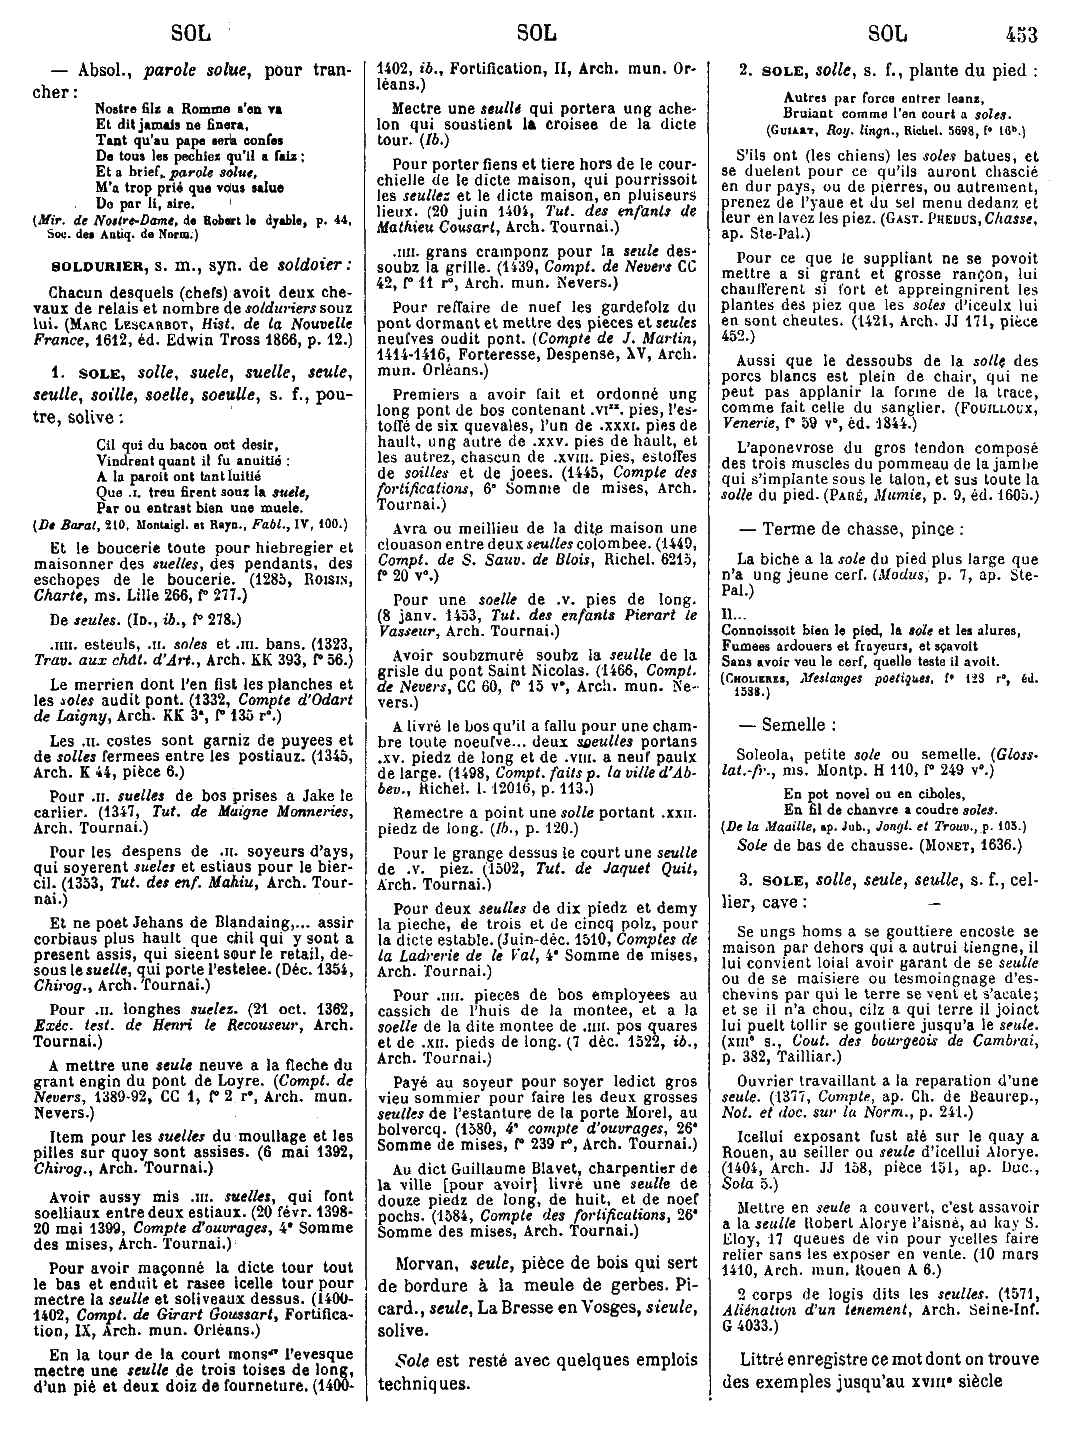 SOL
SOL
SOL 453
— Absol., parole solue, pour tran-
cher :
Nostre filz a Romme s'en va
Et dit jamais ne finera,
Tant qu'au pape sera confes
De tous les pechiez qu'il a faiz ;
Et a brief, parole solue,
M'a trop prié que vous salue
De par li, sire.
(Mir. de Nostre-Dame, de Robert le dyable, p. 44,
Soc. des Antiq. de Norm.)
SOLDURIER, s. m., syn. de soldoier :
Chacun desquels (chefs) avoit deux che-
vaux de relais et nombre de solduriers souz
lui. (MARC LESCARBOT, Hist. de la Nouvelle
France, 1612, éd. Edwin Tross 1866, p. 12.)
1. SOLE, solle, suele, suelle, seule,
seulle, soille, soelle, soeulle, s. f., pou-
tre, solive :
Cil qui du bacon ont desir,
Vindrent quant il fu anuitié :
A la paroit ont tant luitié
Que .I. treu firent souz la suele,
Par ou entrast bien une muele.
(De Barat, 210, Montaigl. et Rayn., Fabl., IV, 100.)
Et le boucerie toute pour hiebregier et
maisonner des suelles, des pendants, des
eschopes de le boucerie. (1285, ROISIN,
Charte, ms. Lille 266, f° 277.)
De seules. (ID., ib., f° 278.)
.IIII. esteuls, .II. soles et .III. bans. (1323,
Trav. aux chât. d'Art., Arch. KK 393, f° 56.)
Le merrien dont l'en fist les planches et
les soles audit pont. (1332, Compte d'Odart
de Laigny, Arch. KK 3ª, f° 135 r°.)
Les .II. costes sont garniz de puyees et
de solles fermees entre les postiauz. (1345,
Arch. K 44, pièce 6.)
Pour .II. suelles de bos prises a Jake le
carlier. (1347, Tut. de Maigne Monneries,
Arch. Tournai.)
Pour les despens de .II. soyeurs d'ays,
qui soyerent sueles et estiaus pour le bier-
cil. (1353, Tut. des enf. Mahiu, Arch. Tour-
nai.)
Et ne poet Jehans de Blandaing,... assir
corbiaus plus hault que chil qui y sont a
present assis, qui sieent sour le retail, de-
sous le suelle, qui porte l'estelee. (Déc. 1354,
Chirog., Arch. Tournai.)
Pour .II. longhes suelez. (21 oct. 1362,
Exéc. test. de Henri le Recouseur, Arch.
Tournai.)
A mettre une seule neuve a la fleche du
grant engin du pont de Loyre. (Compt. de
Nevers, 1389-92, CC 1, f° 2 r°, Arch. mun.
Nevers.)
Item pour les suelles du moullage et les
pilles sur quoy sont assises. (6 mai 1392,
Chirog., Arch. Tournai.)
Avoir aussy mis .III. suelles, qui font
soelliaux entre deux estiaux. (20 févr. 1398-
20 mai 1399, Compte d'ouvrages, 4° Somme
des mises, Arch. Tournai.)
Pour avoir maçonné la dicte tour tout
le bas et enduit et rasee icelle tour pour
mectre la seulle et soliveaux dessus. (1400-
1402, Compt. de Girart Goussart, Fortifica-
tion, IX, Arch. mun. Orléans.)
En la tour de la court monsgr l'evesque
mectre une seulle de trois toises de long,
d'un pié et deux doiz de fourneture. (1400-
1402, ib., Fortification, II, Arch. mun. Or-
léans.)
Mectre une seulle qui portera ung ache-
lon qui soustient la croisee de la dicte
tour. (Ib.)
Pour porter fiens et tiere hors de le cour-
chielle de le dicte maison, qui pourrissoit
les seullez et le dicte maison, en pluiseurs
lieux. (20 juin 1404, Tut. des enfants de
Mathieu Cousart, Arch. Tournai.)
.IIII. grans cramponz pour la seule des-
soubz la grille. (1439, Compt. de Nevers CC
42, f° 11 r°, Arch. mun. Nevers.)
Pour reffaire de nuef les gardefolz du
pont dormant et mettre des pieces et seules
neufves oudit pont. (Compte de J. Martin,
1414-1416, Forteresse, Despense, XV, Arch.
mun. Orléans.)
Premiers a avoir fait et ordonné ung
long pont de bos contenant .VIxx. pies, l'es-
toffé de six quevales, l'un de .XXXI. pies de
hault, ung autre de .XXV. pies de hault, et
les autrez, chascun de .XVIII. pies, estoffes
de soilles et de joees. (1445, Compte des
fortifications, 6° Somme de mises, Arch.
Tournai.)
Avra ou meillieu de la dite maison une
clouason entre deux seulles colombee. (1449,
Compt. de S. Sauv. de Blois, Richel. 6215,
f° 20 v°.)
Pour une soelle de .V. pies de long.
(8 janv. 1453, Tut. des enfants Pierart le
Vasseur, Arch. Tournai.)
Avoir soubzmuré soubz la seulle de la
grisle du pont Saint Nicolas. (1466, Compt.
de Nevers, CC 60, f° 15 v°, Arch. mun. Ne-
vers.)
A livré le bos qu'il a fallu pour une cham-
bre toute noeufve... deux soeulles portans
.XV. piedz de long et de .VIII. a neuf paulx
de large. (1498, Compt. faits p. la ville d'Ab-
bev., Richel. l. 12016, p. 113.)
Remectre a point une solle portant .XXII.
piedz de long. (Ib., p. 120.)
Pour le grange dessus le court une seulle
de .V. piez. (1502, Tut. de Jaquet Quit,
Arch. Tournai.)
Pour deux seulles de dix piedz et demy
la pieche, de trois et de cincq polz, pour
la dicte estable. (Juin-déc. 1510, Comptes de
la Ladrerie de le Val, 4° Somme de mises,
Arch. Tournai.)
Pour .IIII. pieces de bos employees au
cassich de l'huis de la montee, et a la
soelle de la dite montee de .IIII. pos quares
et de .XII. pieds de long. (7 déc. 1522, ib.,
Arch. Tournai.)
Payé au soyeur pour soyer ledict gros
vieu sommier pour faire les deux grosses
seulles de l'estanture de la porte Morel, au
bolvercq. (1580, 4° compte d'ouvrages, 26°
Somme de mises, f° 239 r°, Arch. Tournai.)
Au dict Guillaume Blavet, charpentier de
la ville [pour avoir] livré une seulle de
douze piedz de long, de huit, et de noef
pochs. (1584, Compte des fortifications, 26°
Somme des mises, Arch. Tournai.)
Morvan, seule, pièce de bois qui sert
de bordure à la meule de gerbes. Pi-
card., seule, La Bresse en Vosges, sieule,
solive.
Sole est resté avec quelques emplois
techniques.
2. SOLE, solle, s. f., plante du pied :
Autres par force entrer leanz,
Bruiant comme l'en court a soles.
(GUIART, Roy. lingn., Richel. 5698, f° 16b.)
S'ils ont (les chiens) les soles batues, et
se duelent pour ce qu'ils auront chascié
en dur pays, ou de pierres, ou autrement,
prenez de l'yaue et du sel menu dedanz et
leur en lavez les piez. (GAST. PHEBUS, Chasse,
ap. Ste-Pal.)
Pour ce que le suppliant ne se povoit
mettre a si grant et grosse rançon, lui
chaufferent si fort et appreingnirent les
plantes des piez que les soles d'iceulx lui
en sont cheutes. (1421, Arch. JJ 171, pièce
452.)
Aussi que le dessoubs de la solle des
porcs blancs est plein de chair, qui ne
peut pas applanir la forme de la trace,
comme fait celle du sanglier. (FOUILLOUX,
Venerie, f° 59 v°, éd. 1844.)
L'aponevrose du gros tendon composé
des trois muscles du pommeau de la jambe
qui s'implante sous le talon, et sus toute la
solle du pied. (PARÉ, Mumie, p. 9, éd. 1605.)
— Terme de chasse, pince :
La biche a la sole du pied plus large que
n'a ung jeune cerf. (Modus, p. 7, ap. Ste-
Pal.)
Il...
Connoissoit bien le pied, la sole et les alures,
Fumees ardouers et frayeurs, et sçavoit
Sans avoir veu le cerf, quelle teste il avoit.
(CHOLIERES, Meslanges poetiques, f° 128 r°, éd.
1588.)
— Semelle :
Soleola, petite sole ou semelle. (Gloss-
lat.-fr., ms. Montp. H 110, f° 249 v°.)
En pot novel ou en ciboles,
En fil de chanvre a coudre soles.
(De la Maaille, ap. Jub., Jongl. et Trouv., p. 103.)
Sole de bas de chausse. (MONET, 1636.)
3. SOLE, solle, seule, seulle, s. f., cel-
lier, cave :
Se ungs homs a se gouttiere encoste se
maison par dehors qui a autrui tiengne, il
lui convient loial avoir garant de se seulle
ou de se maisiere ou tesmoingnage d'es-
chevins par qui le terre se vent et s'acate;
et se il n'a chou, cilz a qui terre il joinct
lui puelt tollir se goutiere jusqu'a le seule.
(XIII° s., Cout. des bourgeois de Cambrai,
p. 382, Tailliar.)
Ouvrier travaillant a la reparation d'une
seule. (1377, Compte, ap. Ch. de Beaurep.,
Not. et doc. sur la Norm., p. 241.)
Icellui exposant fust alé sur le quay a
Rouen, au seiller ou seule d'icellui Alorye.
(1404, Arch. JJ 158, pièce 151, ap. Duc.,
Sola 5.)
Mettre en seule a couvert, c'est assavoir
a la seulle Robert Alorye l'aisné, au kay S.
Eloy, 17 queues de vin pour ycelles faire
relier sans les exposer en vente. (10 mars
1410, Arch. mun. Rouen A 6.)
2 corps de logis dits les seulles. (1571,
Aliénation d'un tenement, Arch. Seine-Inf.
G 4033.)
Littré enregistre ce mot dont on trouve
des exemples jusqu'au XVIII° siècle